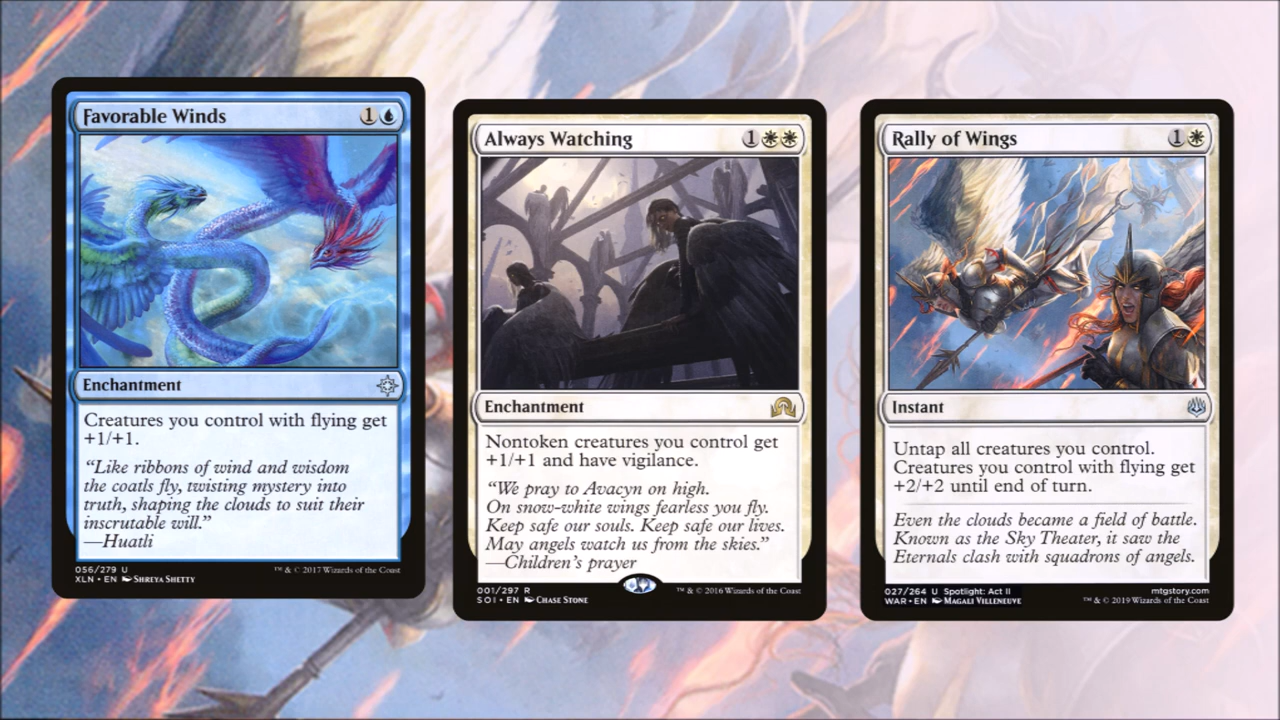 Favorable Winds
1
Enchantment
Creatures you control with flying get
+1/+1.
“Like ribbons of wind and wisdom
the coatls fly, twisting mystery into
truth, shaping the clouds to suit their
inscrutable will.”
—Huatli
056/279 U
XLN • EN SHREYA SHETTY
™ & © 2017 Wizards of the Coast
Always Watching
1
Enchantment
Nontoken creatures you control get
+1/+1 and have vigilance.
“We pray to Avacyn on high.
On snow-white wings fearless you fly.
Keep safe our souls. Keep safe our lives.
May angels watch us from the skies.”
—Children’s prayer
001/297 R
SOI • EN CHASE STONE
™ & © 2016 Wizards of the Coast
Rally of Wings
1
Instant
Untap all creatures you control.
Creatures you control with flying get
+2/+2 until end of turn.
Even the clouds became a field of battle.
Known as the Sky Theater, it saw the
Eternals clash with squadrons of angels.
027/264 U Spotlight: Act II
WAR • EN MAGALI VILLENEUVE
mtgstory.com
™ & © 2019 Wizards of the Coast